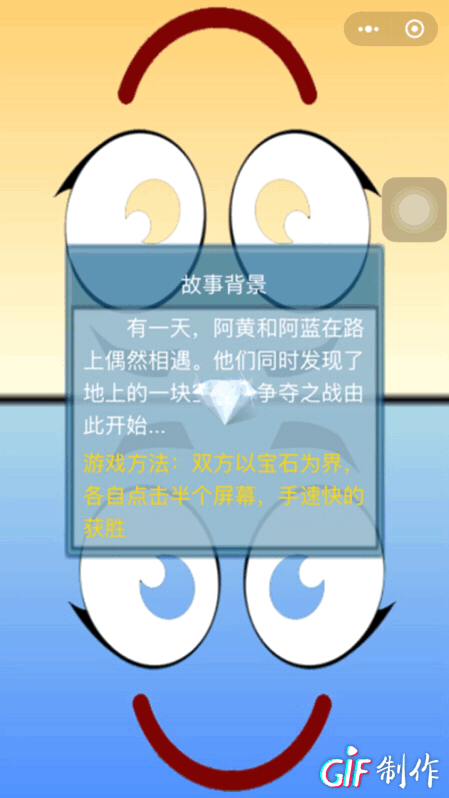 故事背景
有一天，阿黄和阿蓝在路
上偶然相遇。他们同时发现了
地上的一块 争夺之战由
此开始...
游戏方法：双方以宝石为界，
各自点击半个屏幕，手速快的
获胜
GIF制作